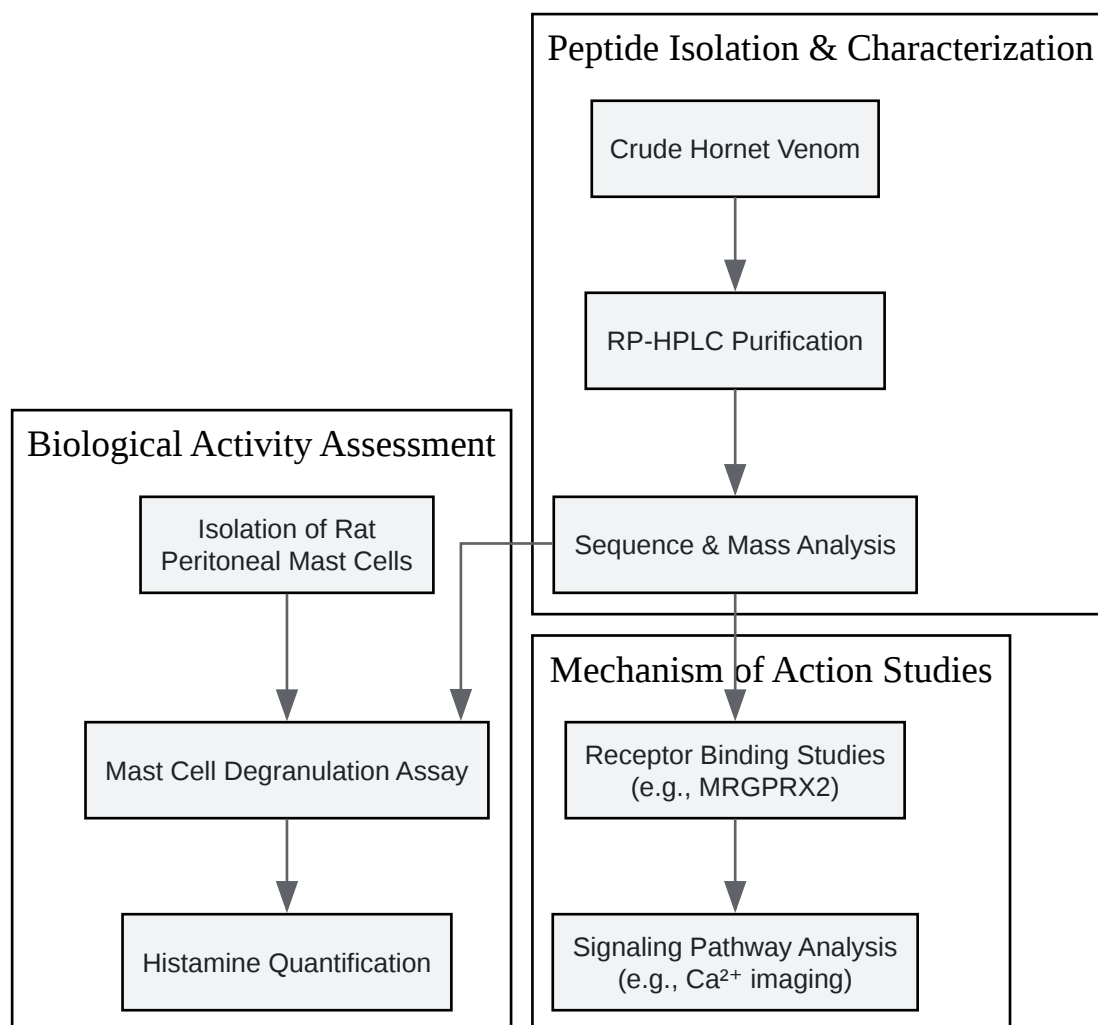 Peptide Isolation & Characterization
Crude Hornet Venom
RP-HPLC Purification
Sequence & Mass Analysis
Biological Activity Assessment
Isolation of Rat
Peritoneal Mast Cells
Mast Cell Degranulation Assay
Histamine Quantification
Mechanism of Action Studies
Receptor Binding Studies
(e.g., MRGPRX2)
Signaling Pathway Analysis
(e.g., Ca²⁺ imaging)